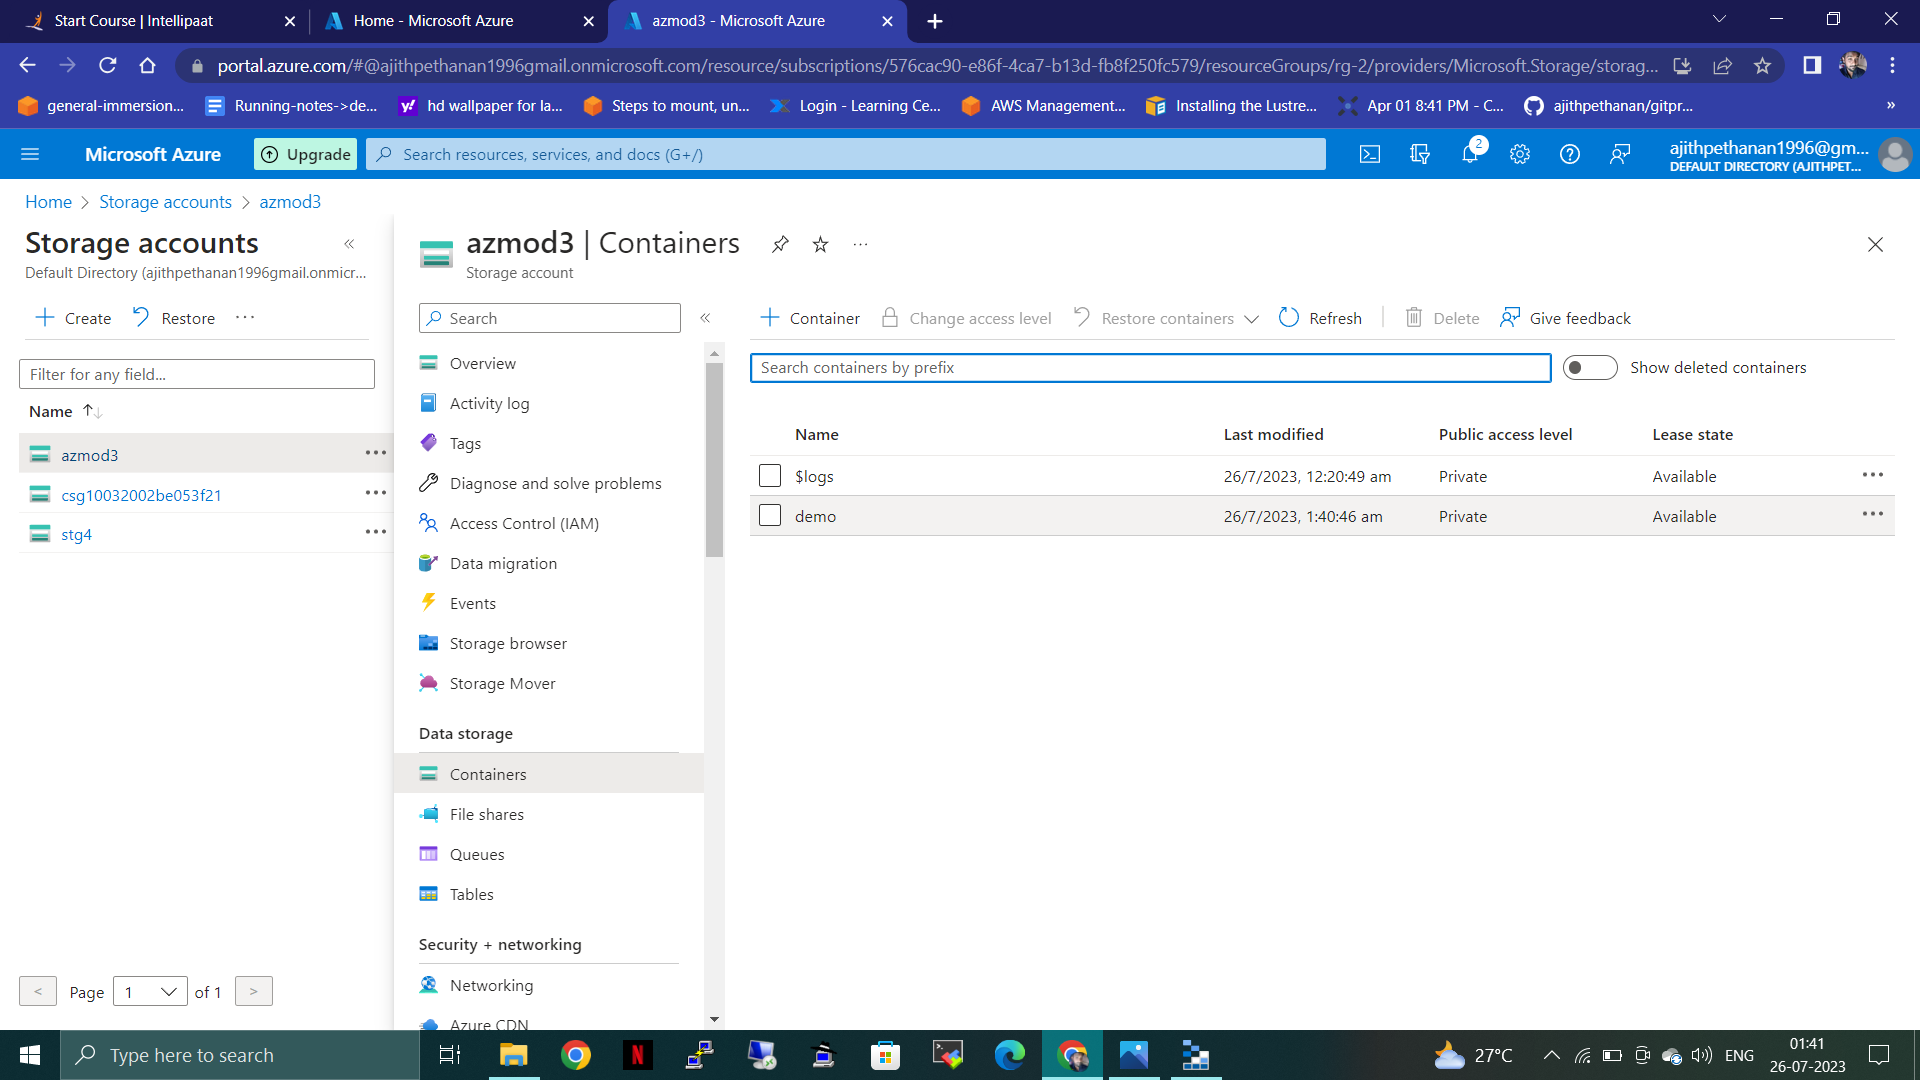 Start Course | Intellipaat
Home - Microsoft Azure
azmod3 - Microsoft Azure
portal.azure.com/#@ajithpethanan1996gmail.onmicrosoft.com/resource/subscriptions/576cac90-e86f-4ca7-b13d-fb8f250fc579/resourceGroups/rg-2/providers/Microsoft.Storage/storag...
general-immersion...
Running-notes->de...
hd wallpaper for la...
Steps to mount, un...
Login - Learning Ce...
AWS Management...
Installing the Lustre...
Apr 01 8:41 PM - C...
ajithpethanan/gitpr...
»
Microsoft Azure
Upgrade
Search resources, services, and docs (G+/)
2
ajithpethanan1996@gm...
DEFAULT DIRECTORY (AJITHPET...
Home > Storage accounts > azmod3
Storage accounts
Default Directory (ajithpethanan1996gmail.onmicr...
Create
Restore
Filter for any field...
Name
azmod3
csg10032002be053f21
stg4
< Page 1 of 1 >
azmod3 | Containers
Storage account
Search
Overview
Activity log
Tags
Diagnose and solve problems
Access Control (IAM)
Data migration
Events
Storage browser
Storage Mover
Data storage
Containers
File shares
Queues
Tables
Security + networking
Networking
Azure CDN
Container
Change access level
Restore containers
Refresh
Delete
Give feedback
Search containers by prefix
Show deleted containers
Name Last modified Public access level Lease state
$logs 26/7/2023, 12:20:49 am Private Available
demo 26/7/2023, 1:40:46 am Private Available
Type here to search
27°C
ENG
01:41
26-07-2023